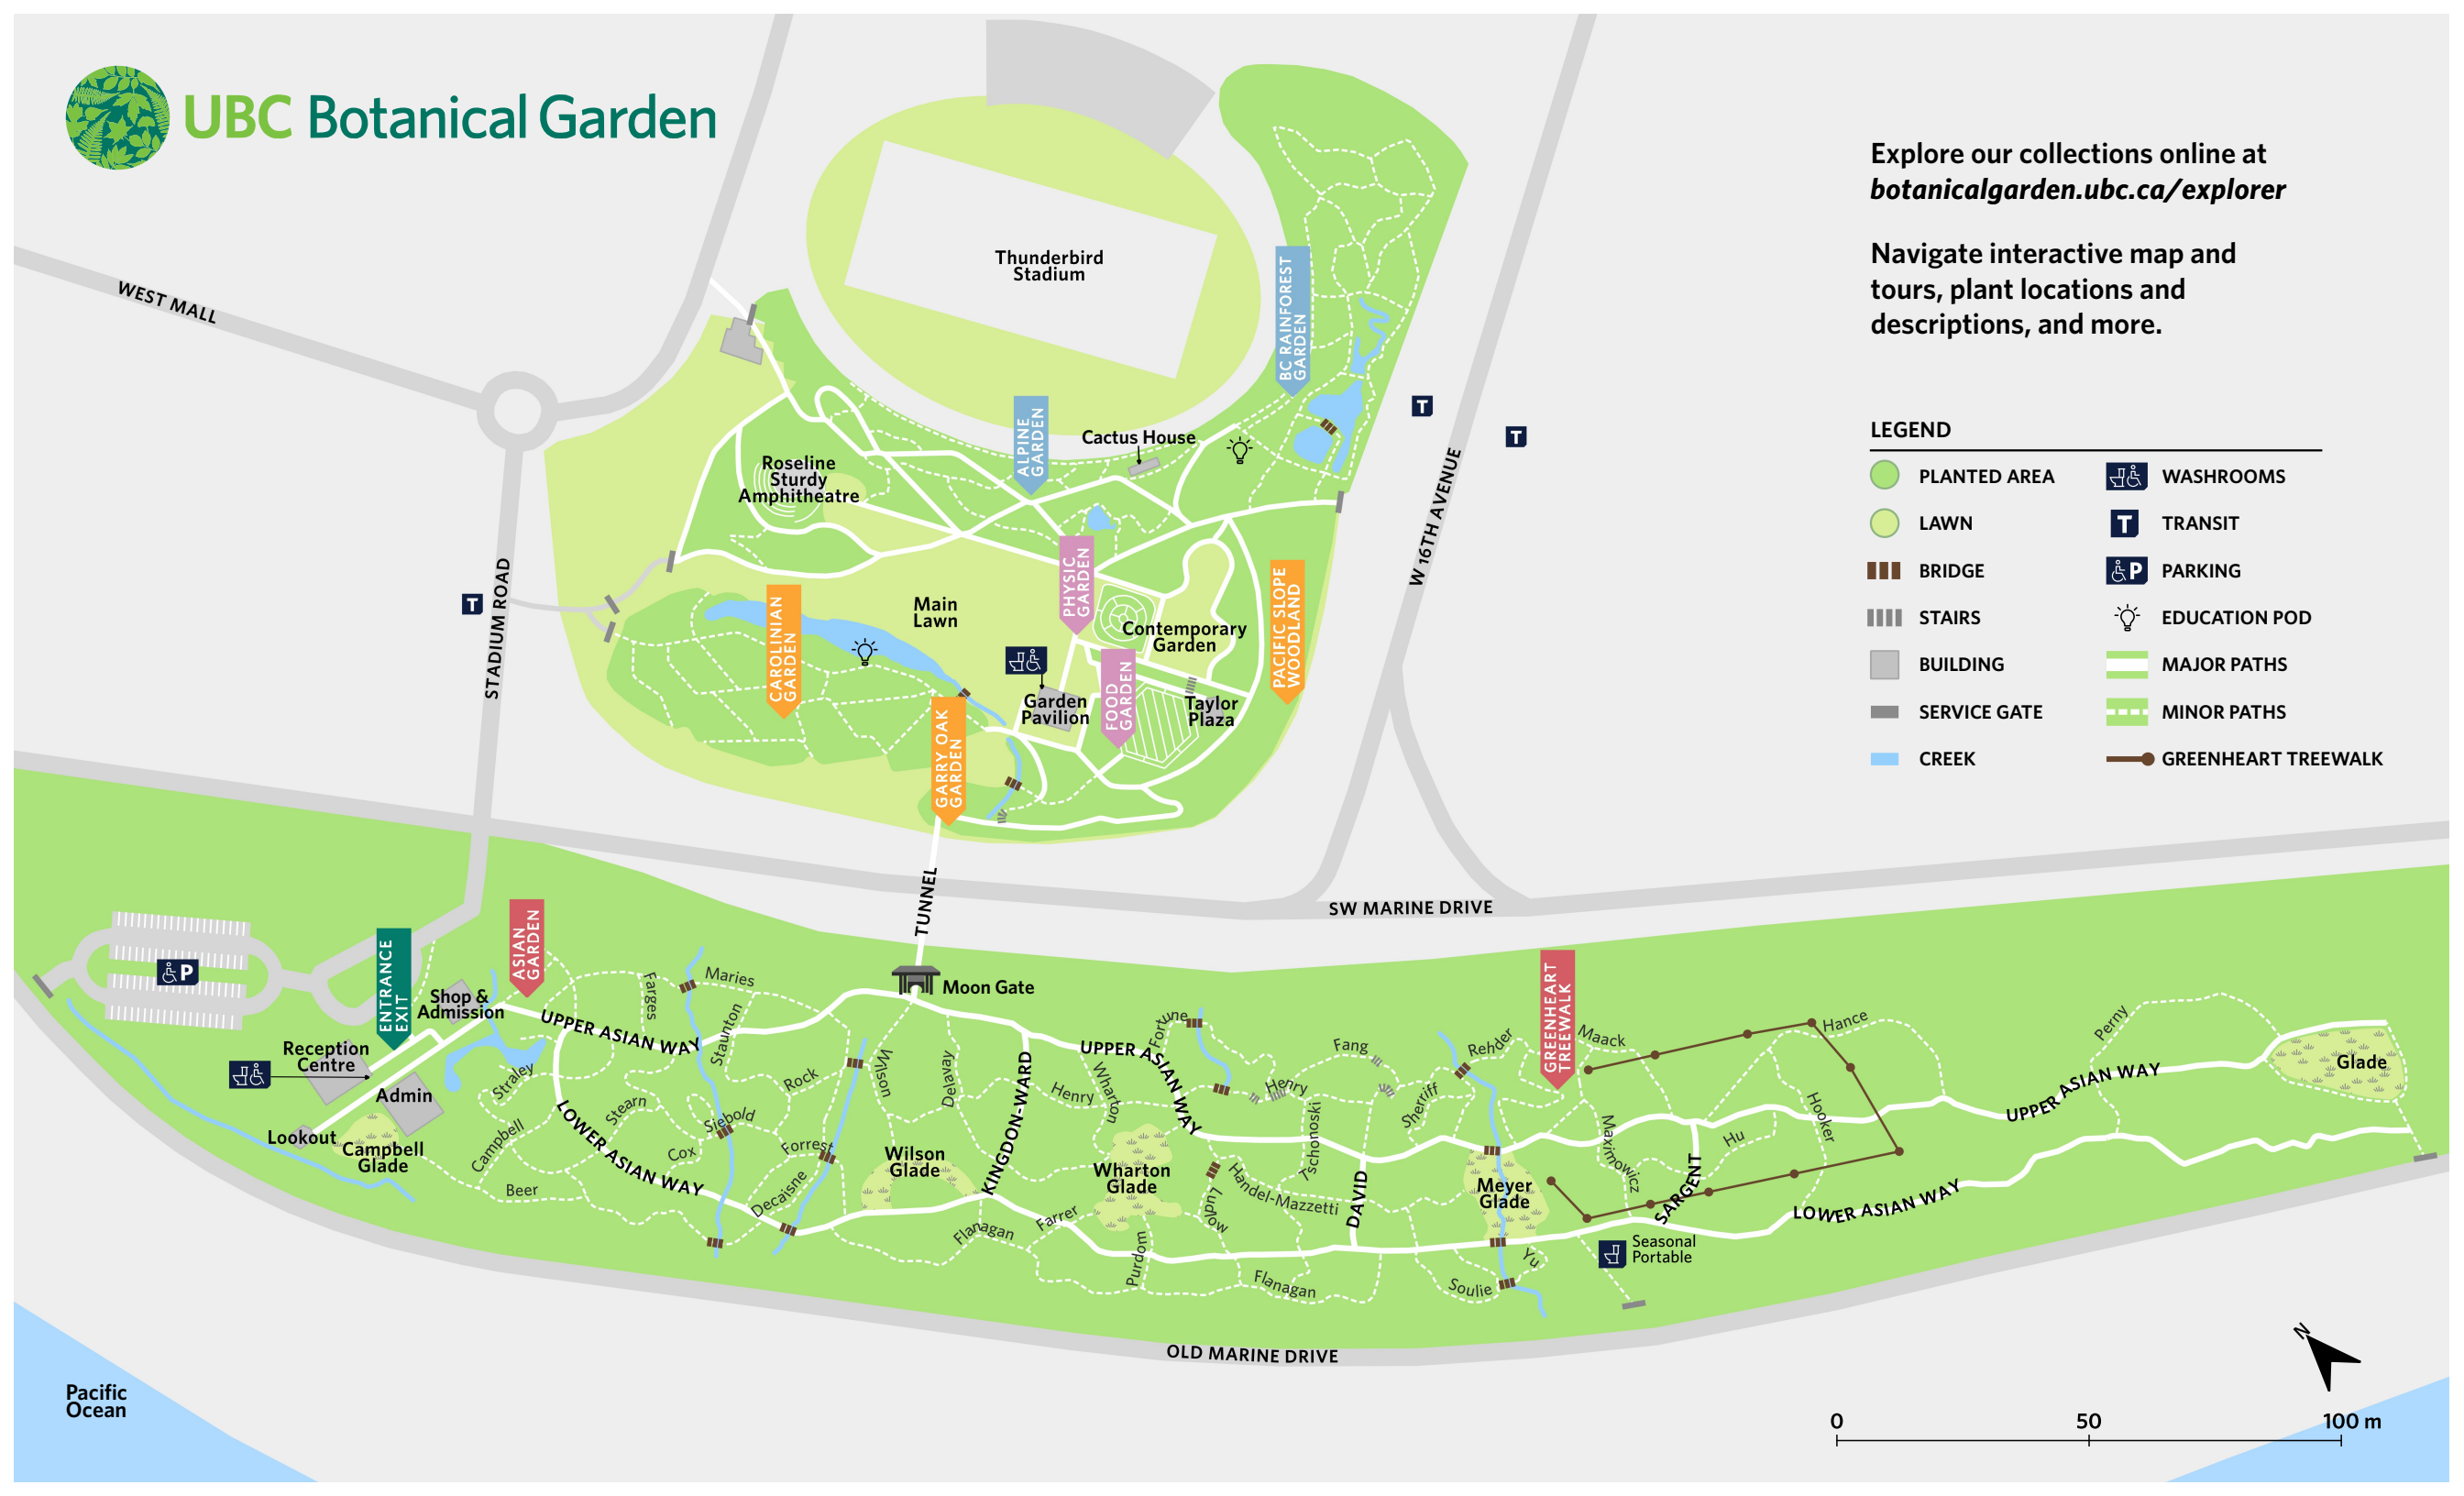 UBC Botanical Garden
Explore our collections online at
botanicalgarden.ubc.ca/explorer
Navigate interactive map and
tours, plant locations and
descriptions, and more.
LEGEND
PLANTED AREA
LAWN
BRIDGE
STAIRS
BUILDING
SERVICE GATE
CREEK
WASHROOMS
T
TRANSIT
P
PARKING
EDUCATION POD
MAJOR PATHS
MINOR PATHS
GREENHEART TREEWALK
WEST MALL
Thunderbird
Stadium
BC RAINFOREST
GARDEN
ALPINE
GARDEN
Cactus House
T
T
Roseline
Sturdy
Amphitheatre
W 16TH AVENUE
STADIUM ROAD
T
PHYSIC
GARDEN
CAROLINIAN
GARDEN
Main
Lawn
Contemporary
Garden
PACIFIC SLOPE
WOODLAND
Garden
Pavilion
FOOD
GARDEN
Taylor
Plaza
GARRY OAK
GARDEN
TUNNEL
SW MARINE DRIVE
P
ENTRANCE
EXIT
ASIAN
GARDEN
Shop &
Admission
Reception
Centre
Admin
Lookout
Campbell
Glade
Moon Gate
GREENHEART
TREEWALK
UPPER ASIAN WAY
LOWER ASIAN WAY
Farges
Maries
Staunton
Straley
Stearn
Campbell
Cox
Siebold
Rock
Forrest
Decaisne
Beer
Wilson
Delavay
Wilson
Glade
KINGDON-WARD
Henry
Wharton
UPPER ASIAN WAY
Fortune
Henry
Fang
Wharton
Glade
Flanagan
Farrer
Purdom
Ludlow
Handel-Mazzetti
Tschonoski
Flanagan
DAVID
Sherriff
Rehder
Meyer
Glade
Yu
Soulie
Maack
Maximowicz
SARGENT
Hu
Hooker
Hance
Seasonal
Portable
LOWER ASIAN WAY
UPPER ASIAN WAY
Perny
Glade
OLD MARINE DRIVE
Pacific
Ocean
N
0 50 100 m